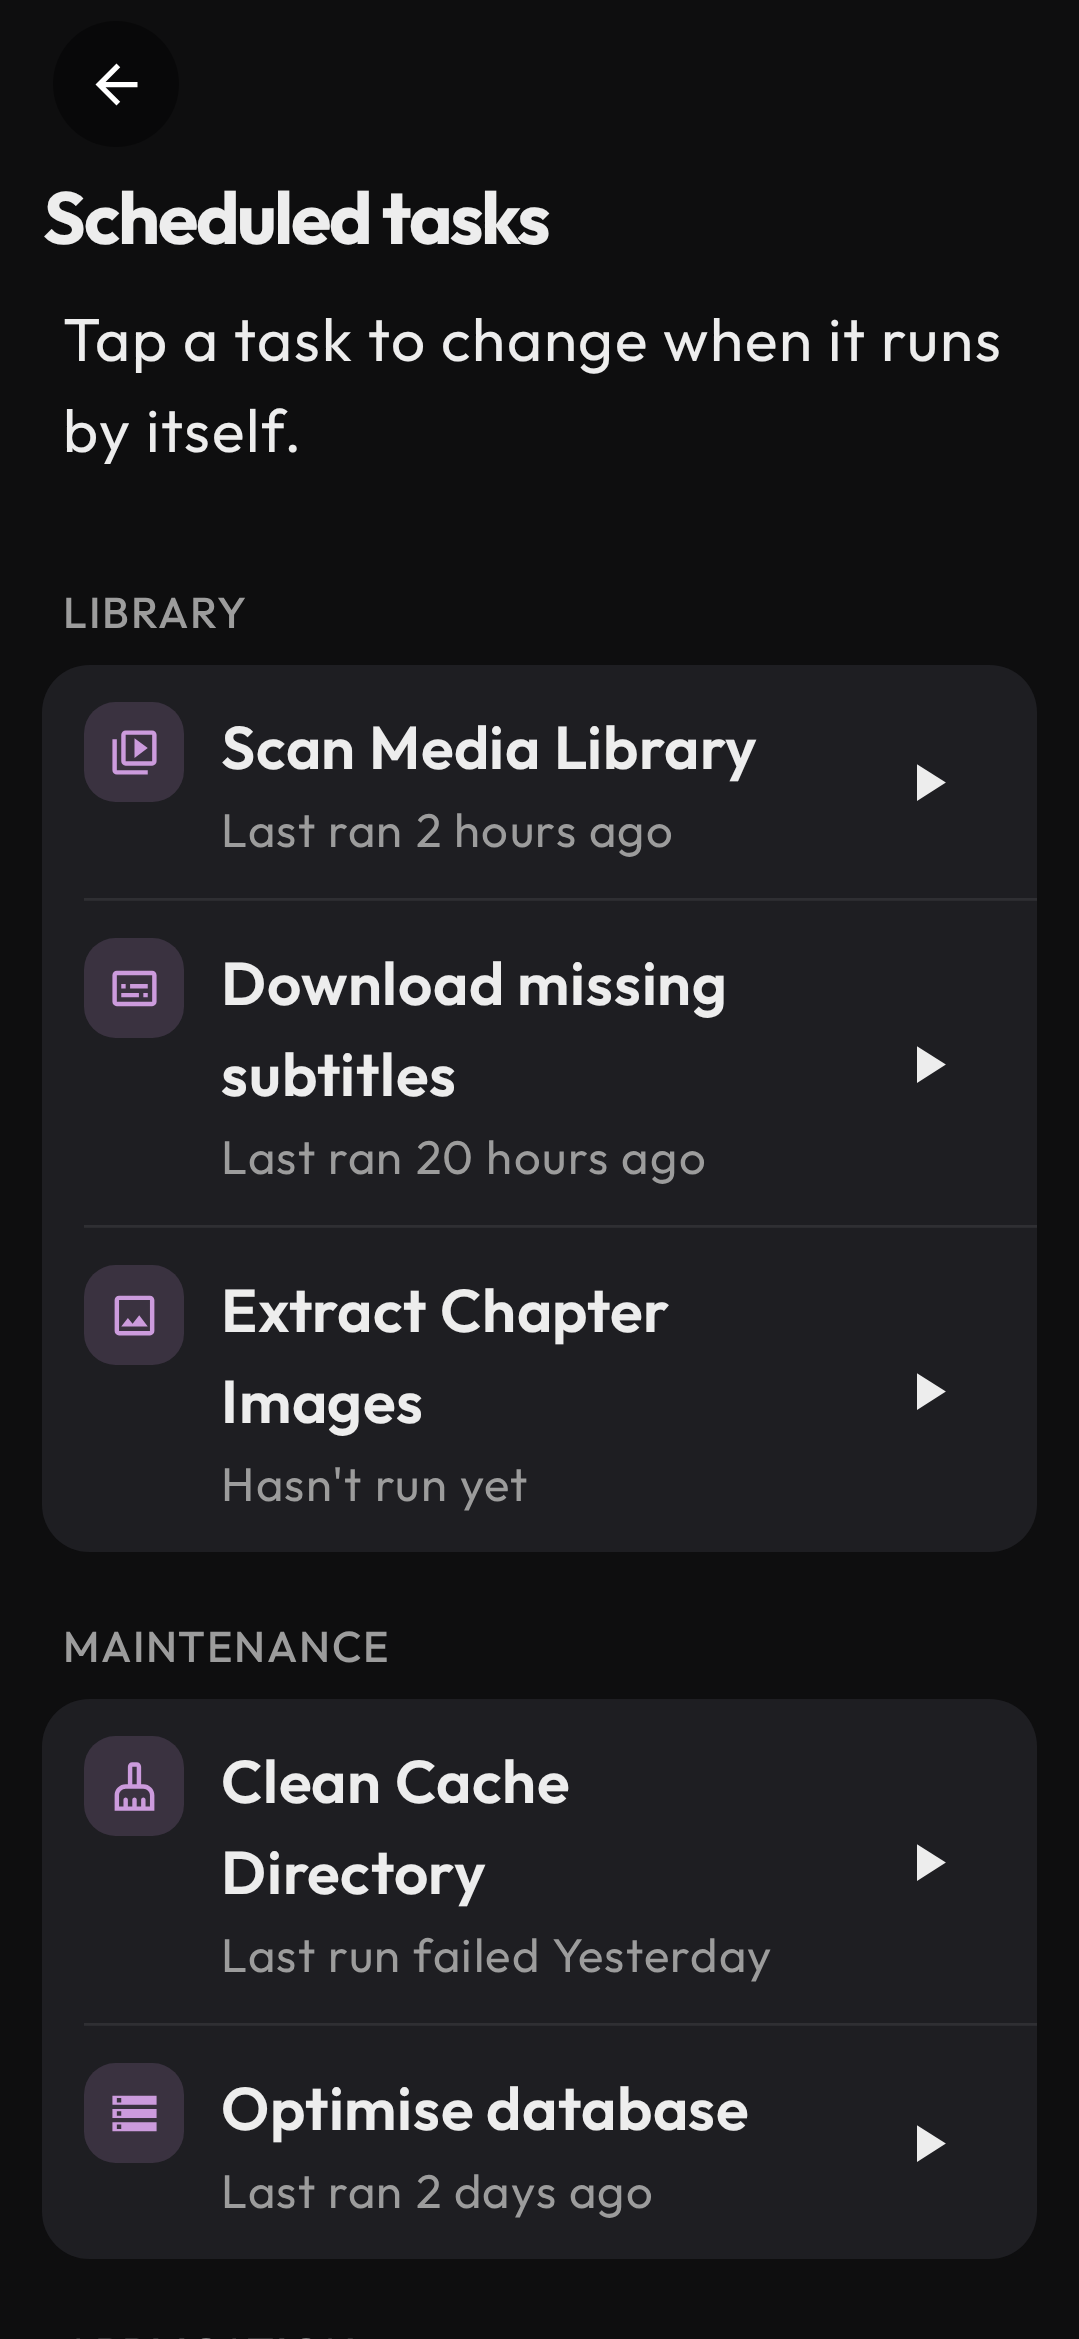 Scheduled tasks
Tap a task to change when it runs
by itself.
LIBRARY
Scan Media Library
Last ran 2 hours ago
Download missing
subtitles
Last ran 20 hours ago
Extract Chapter
Images
Hasn't run yet
MAINTENANCE
Clean Cache
Directory
Last run failed Yesterday
Optimise database
Last ran 2 days ago